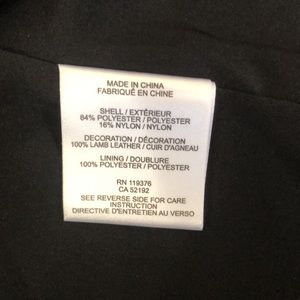 MADE IN CHINA
FABRIQUÉ EN CHINE
SHELL / EXTÉRIEUR
84% POLYESTER / POLYESTER
16% NYLON / NYLON
DECORATION / DÉCORATION
100% LAMB LEATHER / CUIR D'AGNEAU
LINING / DOUBLURE
100% POLYESTER / POLYESTER
RN 119376
CA 52192
SEE REVERSE SIDE FOR CARE
INSTRUCTION
DIRECTIVE D'ENTRETIEN AU VERSO